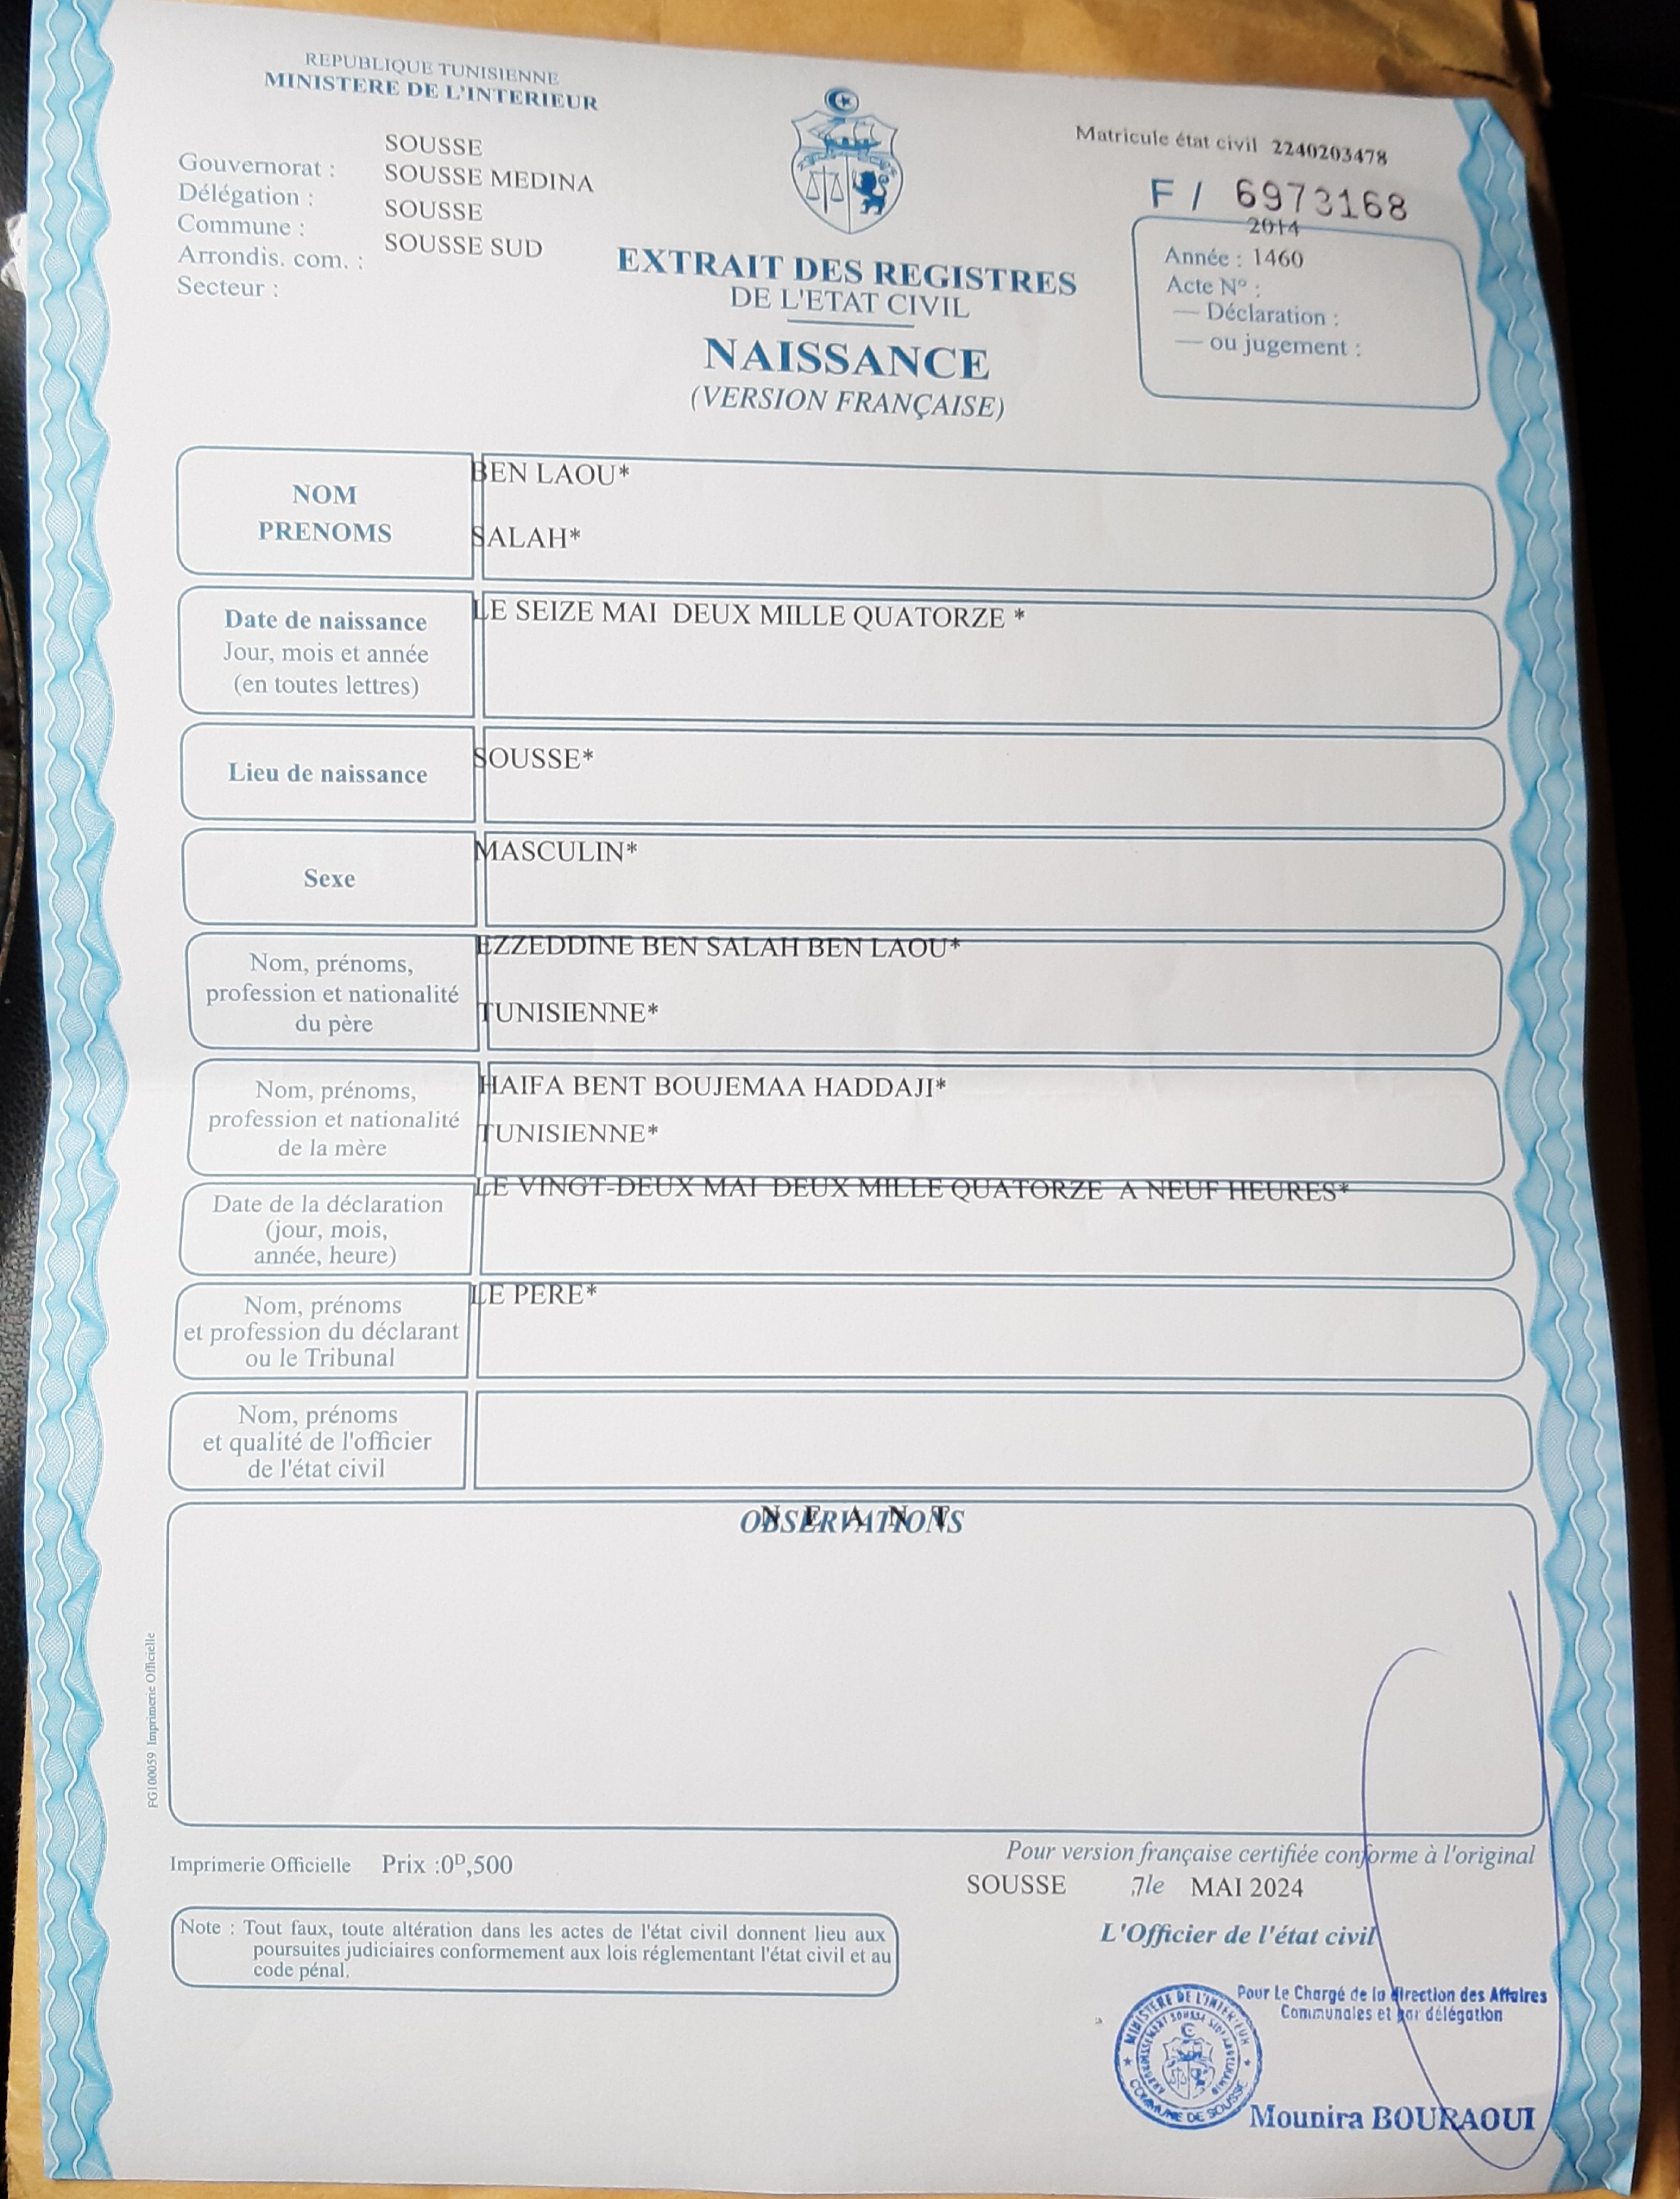 REPUBLIQUE TUNISIENNE
MINISTERE DE L'INTERIEUR
Gouvernorat : SOUSSE
Délégation : SOUSSE MEDINA
Commune : SOUSSE
Arrondis. com. : SOUSSE SUD
Secteur :
Matricule état civil 2240203478
F / 6973168
2014
Année : 1460
Acte N° :
— Déclaration :
— ou jugement :
EXTRAIT DES REGISTRES
DE L'ETAT CIVIL
NAISSANCE
(VERSION FRANÇAISE)
NOM
PRENOMS
BEN LAOU*
SALAH*
Date de naissance
Jour, mois et année
(en toutes lettres)
LE SEIZE MAI DEUX MILLE QUATORZE *
Lieu de naissance
SOUSSE*
Sexe
MASCULIN*
Nom, prénoms,
profession et nationalité
du père
EZZEDDINE BEN SALAH BEN LAOU*
TUNISIENNE*
Nom, prénoms,
profession et nationalité
de la mère
HAIFA BENT BOUJEMAA HADDAJI*
TUNISIENNE*
Date de la déclaration
(jour, mois,
année, heure)
LE VINGT-DEUX MAI DEUX MILLE QUATORZE A NEUF HEURES*
Nom, prénoms
et profession du déclarant
ou le Tribunal
LE PERE*
Nom, prénoms
et qualité de l'officier
de l'état civil
OBSERVATIONS
N E A N T
FG100059 Imprimerie Officielle
Imprimerie Officielle Prix :0D,500
Pour version française certifiée conforme à l'original
SOUSSE ,7le MAI 2024
L'Officier de l'état civil
Note : Tout faux, toute altération dans les actes de l'état civil donnent lieu aux
poursuites judiciaires conformement aux lois réglementant l'état civil et au
code pénal.
Pour Le Chargé de la direction des Affaires
Communales et par délégation
MINISTERE DE L'INTERIEUR
COMMUNE DE SOUSSE
Mounira BOURAOUI